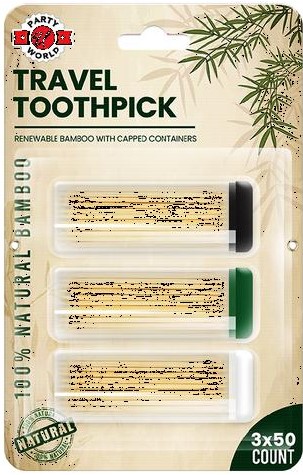 PARTY
WORLD
TRAVEL
TOOTHPICK
RENEWABLE BAMBOO WITH CAPPED CONTAINERS
100% NATURAL BAMBOO
NATURAL
3x50
COUNT